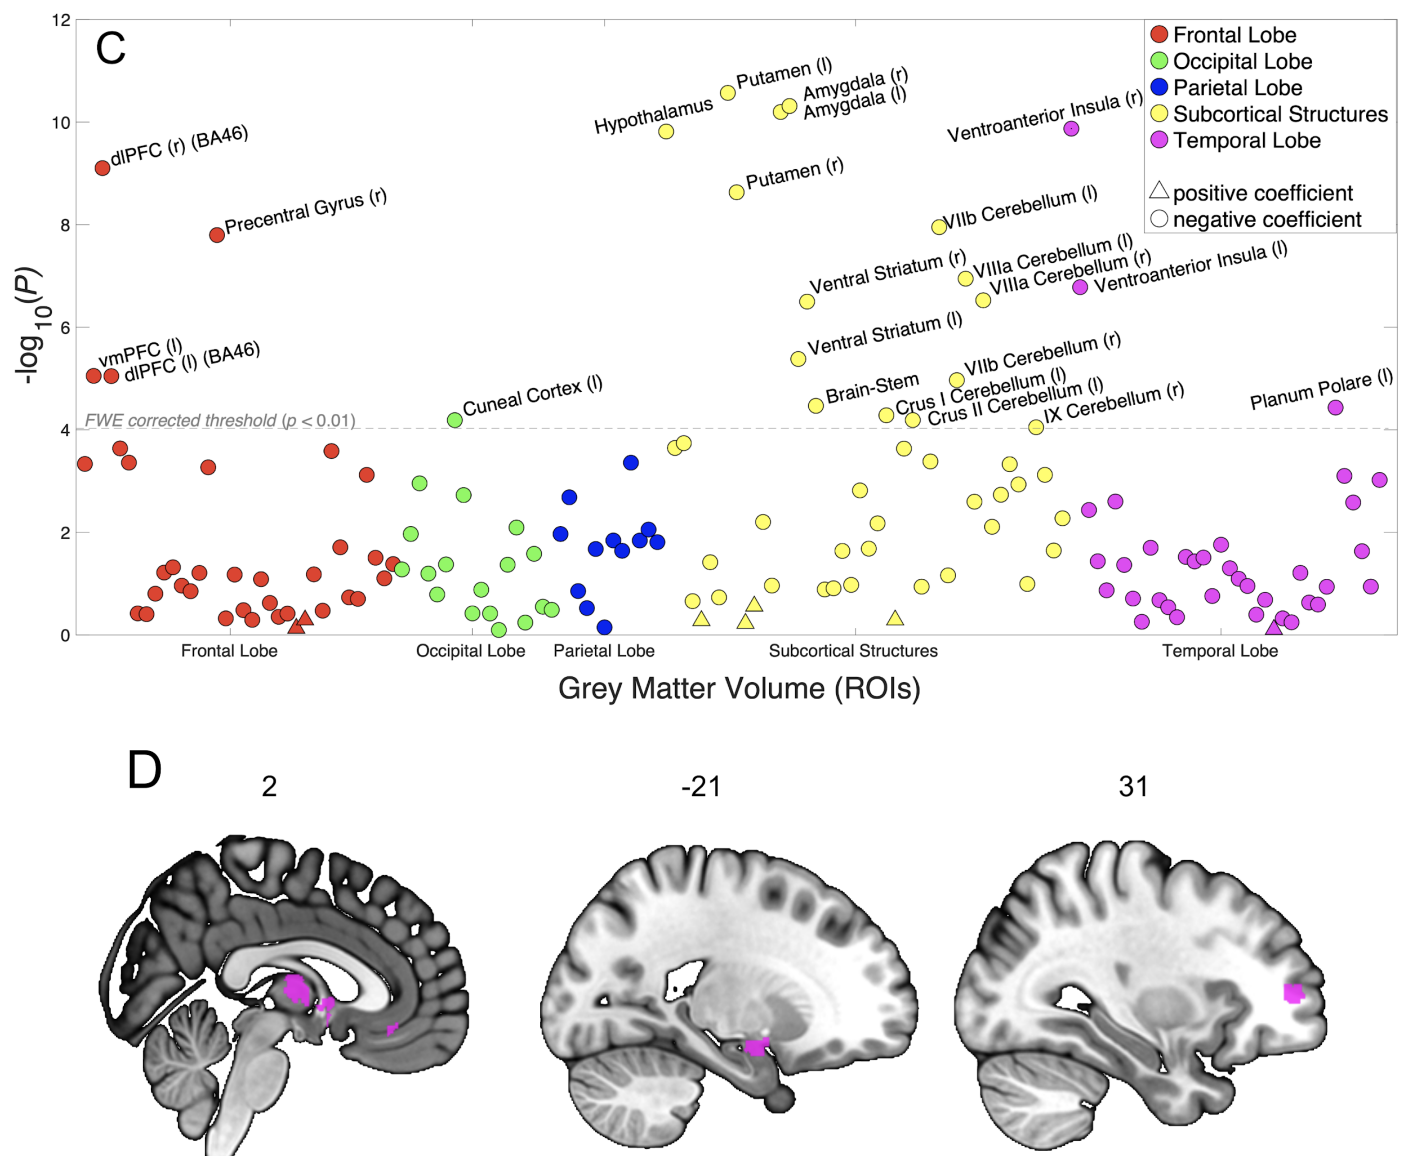 C
12
10
8
6
4
2
0
-log10(P)
Frontal Lobe
Occipital Lobe
Parietal Lobe
Subcortical Structures
Temporal Lobe
positive coefficient
negative coefficient
Putamen (l)
Amygdala (r)
Hypothalamus
Amygdala (l)
Ventroanterior Insula (r)
dlPFC (r) (BA46)
Putamen (r)
Precentral Gyrus (r)
VIIb Cerebellum (l)
Ventral Striatum (r)
VIIIa Cerebellum (l)
VIIIa Cerebellum (r)
Ventroanterior Insula (l)
Ventral Striatum (l)
vmPFC (l)
dlPFC (l) (BA46)
VIIb Cerebellum (r)
Brain-Stem
Cuneal Cortex (l)
Crus I Cerebellum (l)
Crus II Cerebellum (l)
IX Cerebellum (r)
Planum Polare (l)
FWE corrected threshold (p < 0.01)
Frontal Lobe
Occipital Lobe
Parietal Lobe
Subcortical Structures
Temporal Lobe
Grey Matter Volume (ROIs)
D
2
-21
31